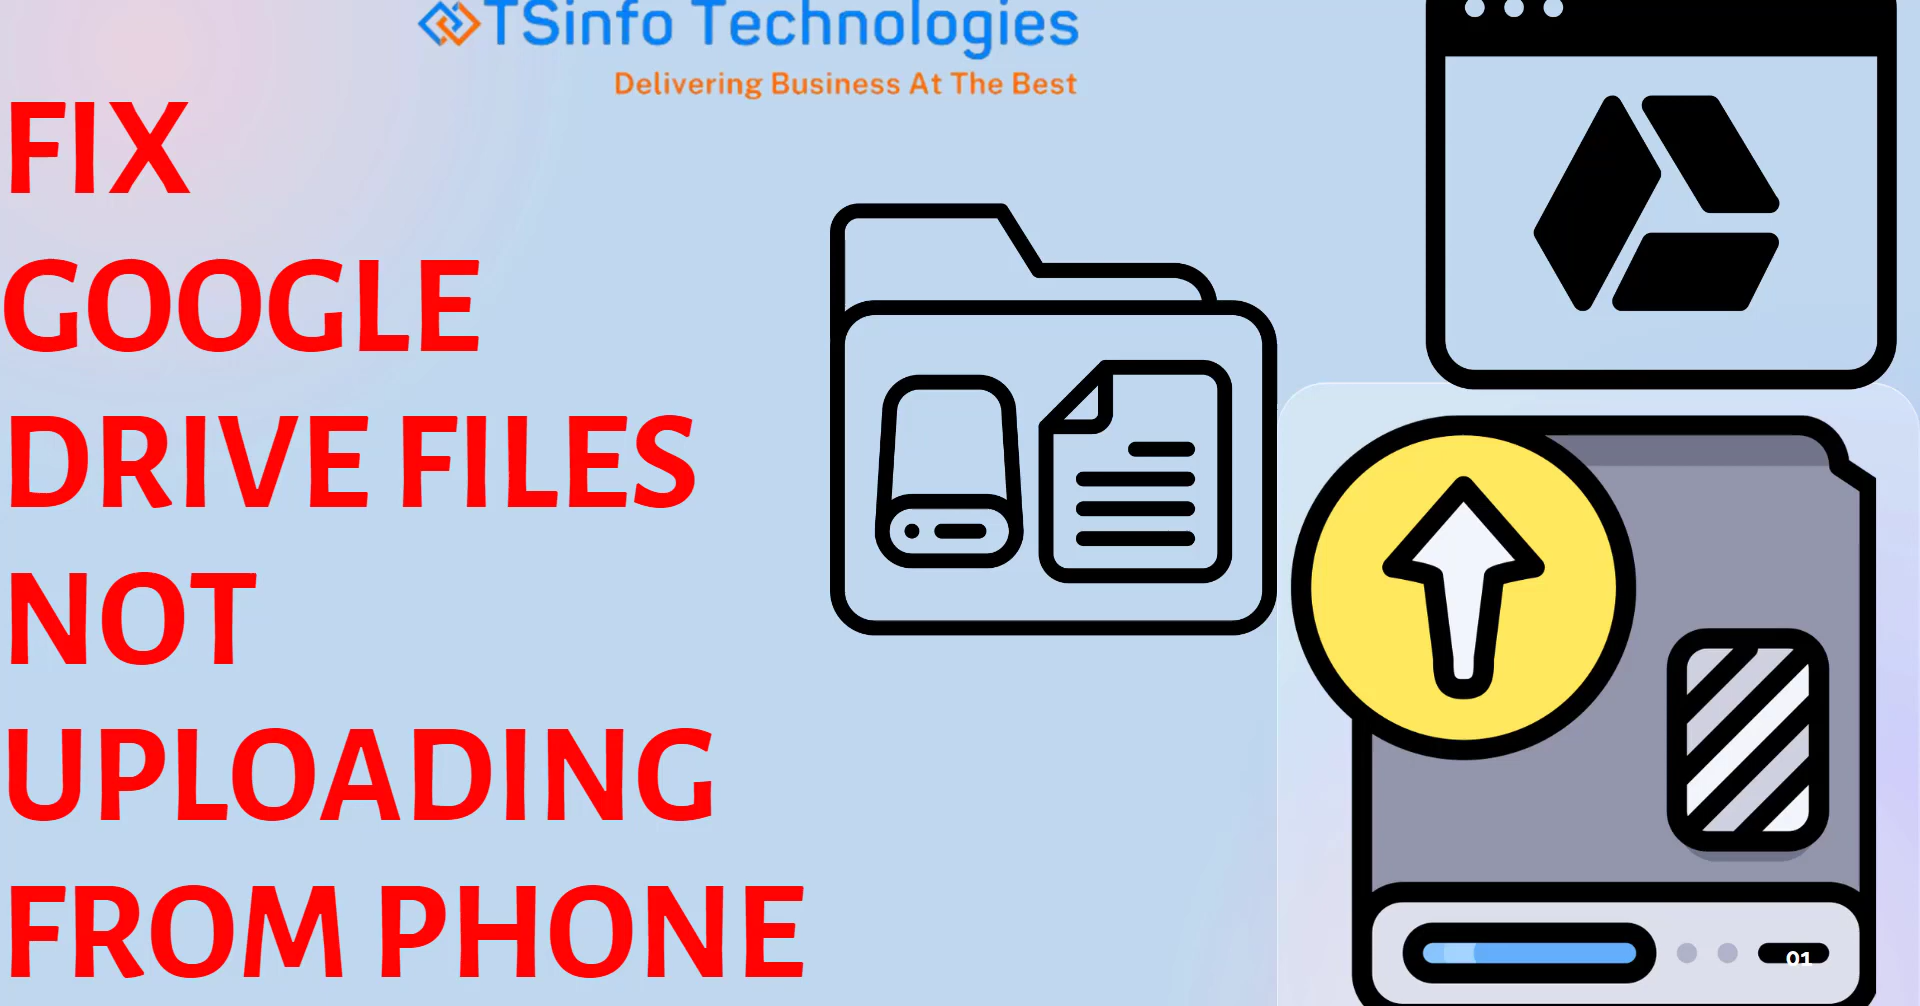 TSinfo Technologies
Delivering Business At The Best
FIX
GOOGLE
DRIVE FILES
NOT
UPLOADING
FROM PHONE
01